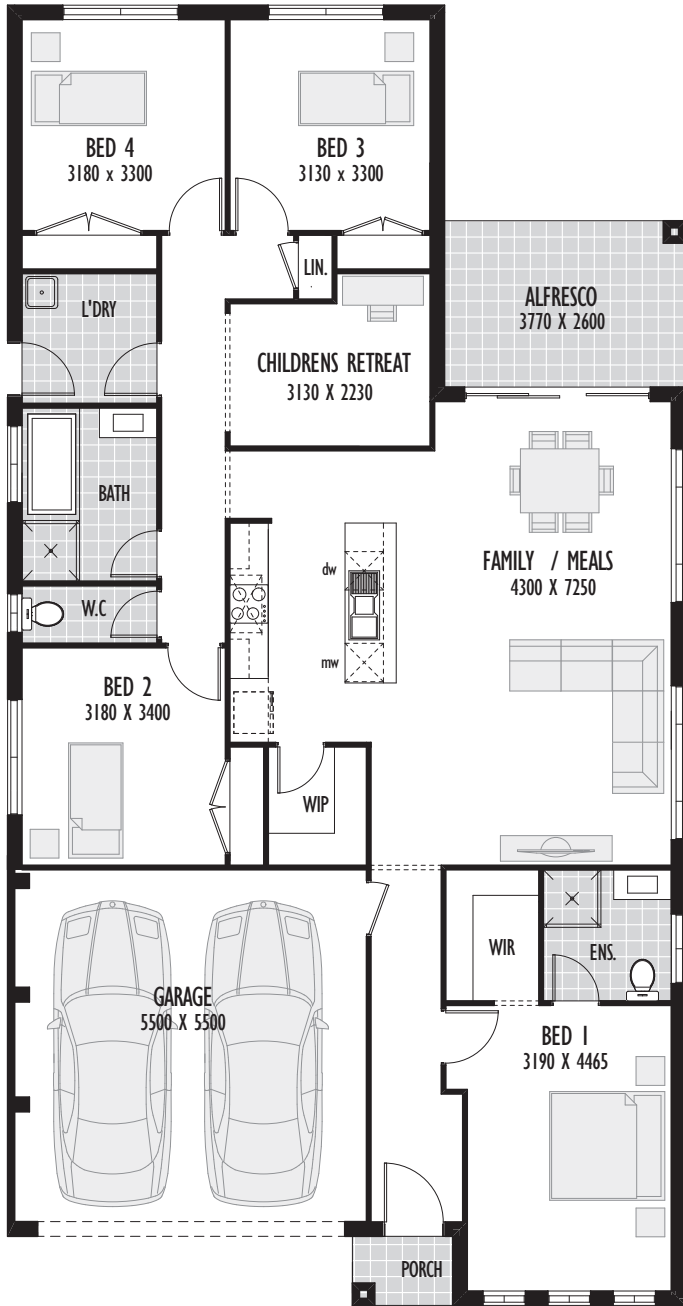 BED 4
3180 x 3300
BED 3
3130 x 3300
LIN.
L'DRY
ALFRESCO
3770 X 2600
CHILDRENS RETREAT
3130 X 2230
BATH
dw
FAMILY / MEALS
4300 X 7250
W.C
mw
BED 2
3180 X 3400
WIP
WIR
ENS.
GARAGE
5500 X 5500
BED 1
3190 X 4465
PORCH